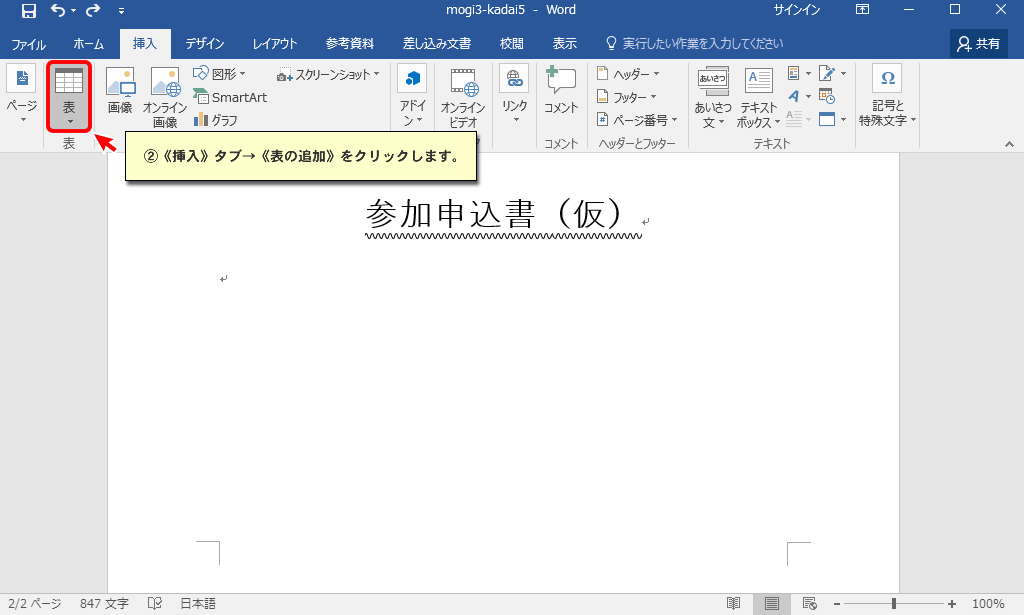 mogi3-kadai5 - Word
サインイン
ファイル ホーム 挿入 デザイン レイアウト 参考資料 差し込み文書 校閲 表示 実行したい作業を入力してください 共有
ページ
表
画像
オンライン画像
図形
SmartArt
グラフ
スクリーンショット
アドイン
オンラインビデオ
リンク
コメント
ヘッダー
フッター
ページ番号
あいさつ
あいさつ文
テキストボックス
Ω
記号と特殊文字
表
コメント
ヘッダーとフッター
テキスト
②《挿入》タブ→《表の追加》をクリックします。
参加申込書（仮）
2/2 ページ 847 文字 日本語 100%